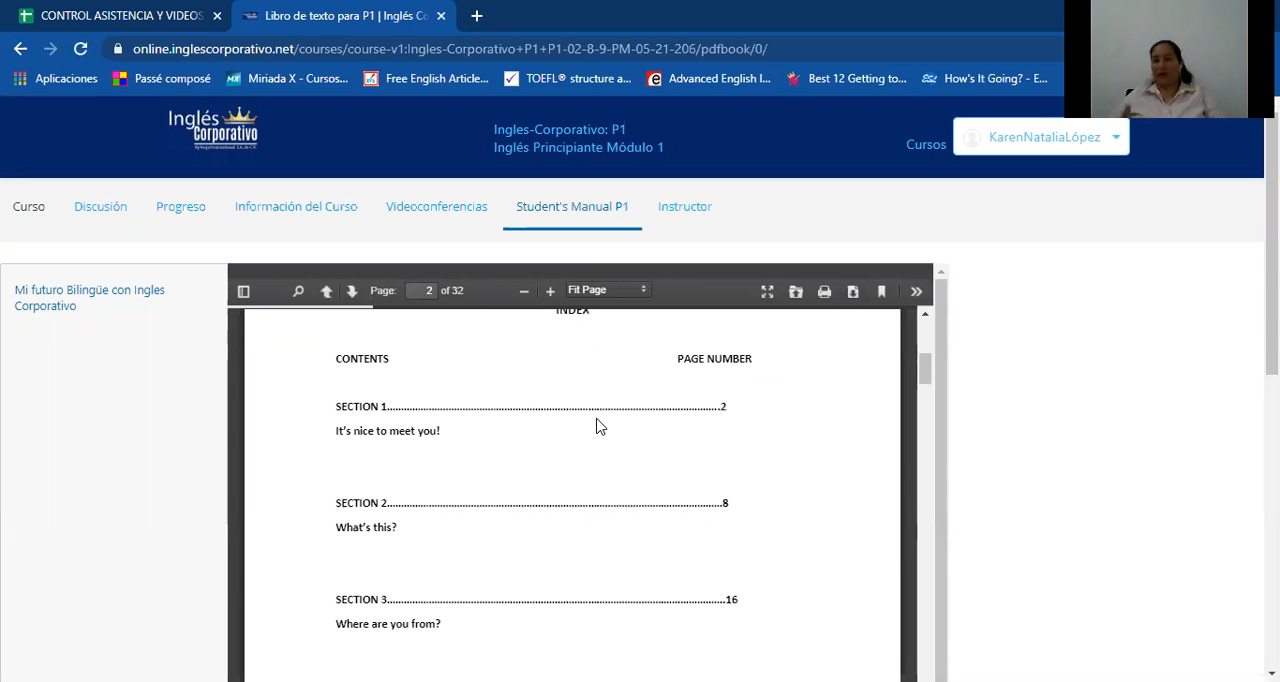 CONTROL ASISTENCIA Y VIDEOS
Libro de texto para P1 | Inglés Co
online.inglescorporativo.net/courses/course-v1:Ingles-Corporativo+P1+P1-02-8-9-PM-05-21-206/pdfbook/0/
Aplicaciones
Passé composé
Miriada X - Cursos...
Free English Article...
TOEFL® structure a...
Advanced English I...
Best 12 Getting to...
How's It Going? - E...
Inglés
Corporativo
Ingles-Corporativo: P1
Inglés Principiante Módulo 1
Cursos
KarenNataliaLópez
Curso
Discusión
Progreso
Información del Curso
Videoconferencias
Student's Manual P1
Instructor
Mi futuro Bilingüe con Ingles
Corporativo
Page: 2 of 32
Fit Page
INDEX
CONTENTS PAGE NUMBER
SECTION 1..........................................................................................2
It's nice to meet you!
SECTION 2..........................................................................................8
What's this?
SECTION 3..........................................................................................16
Where are you from?